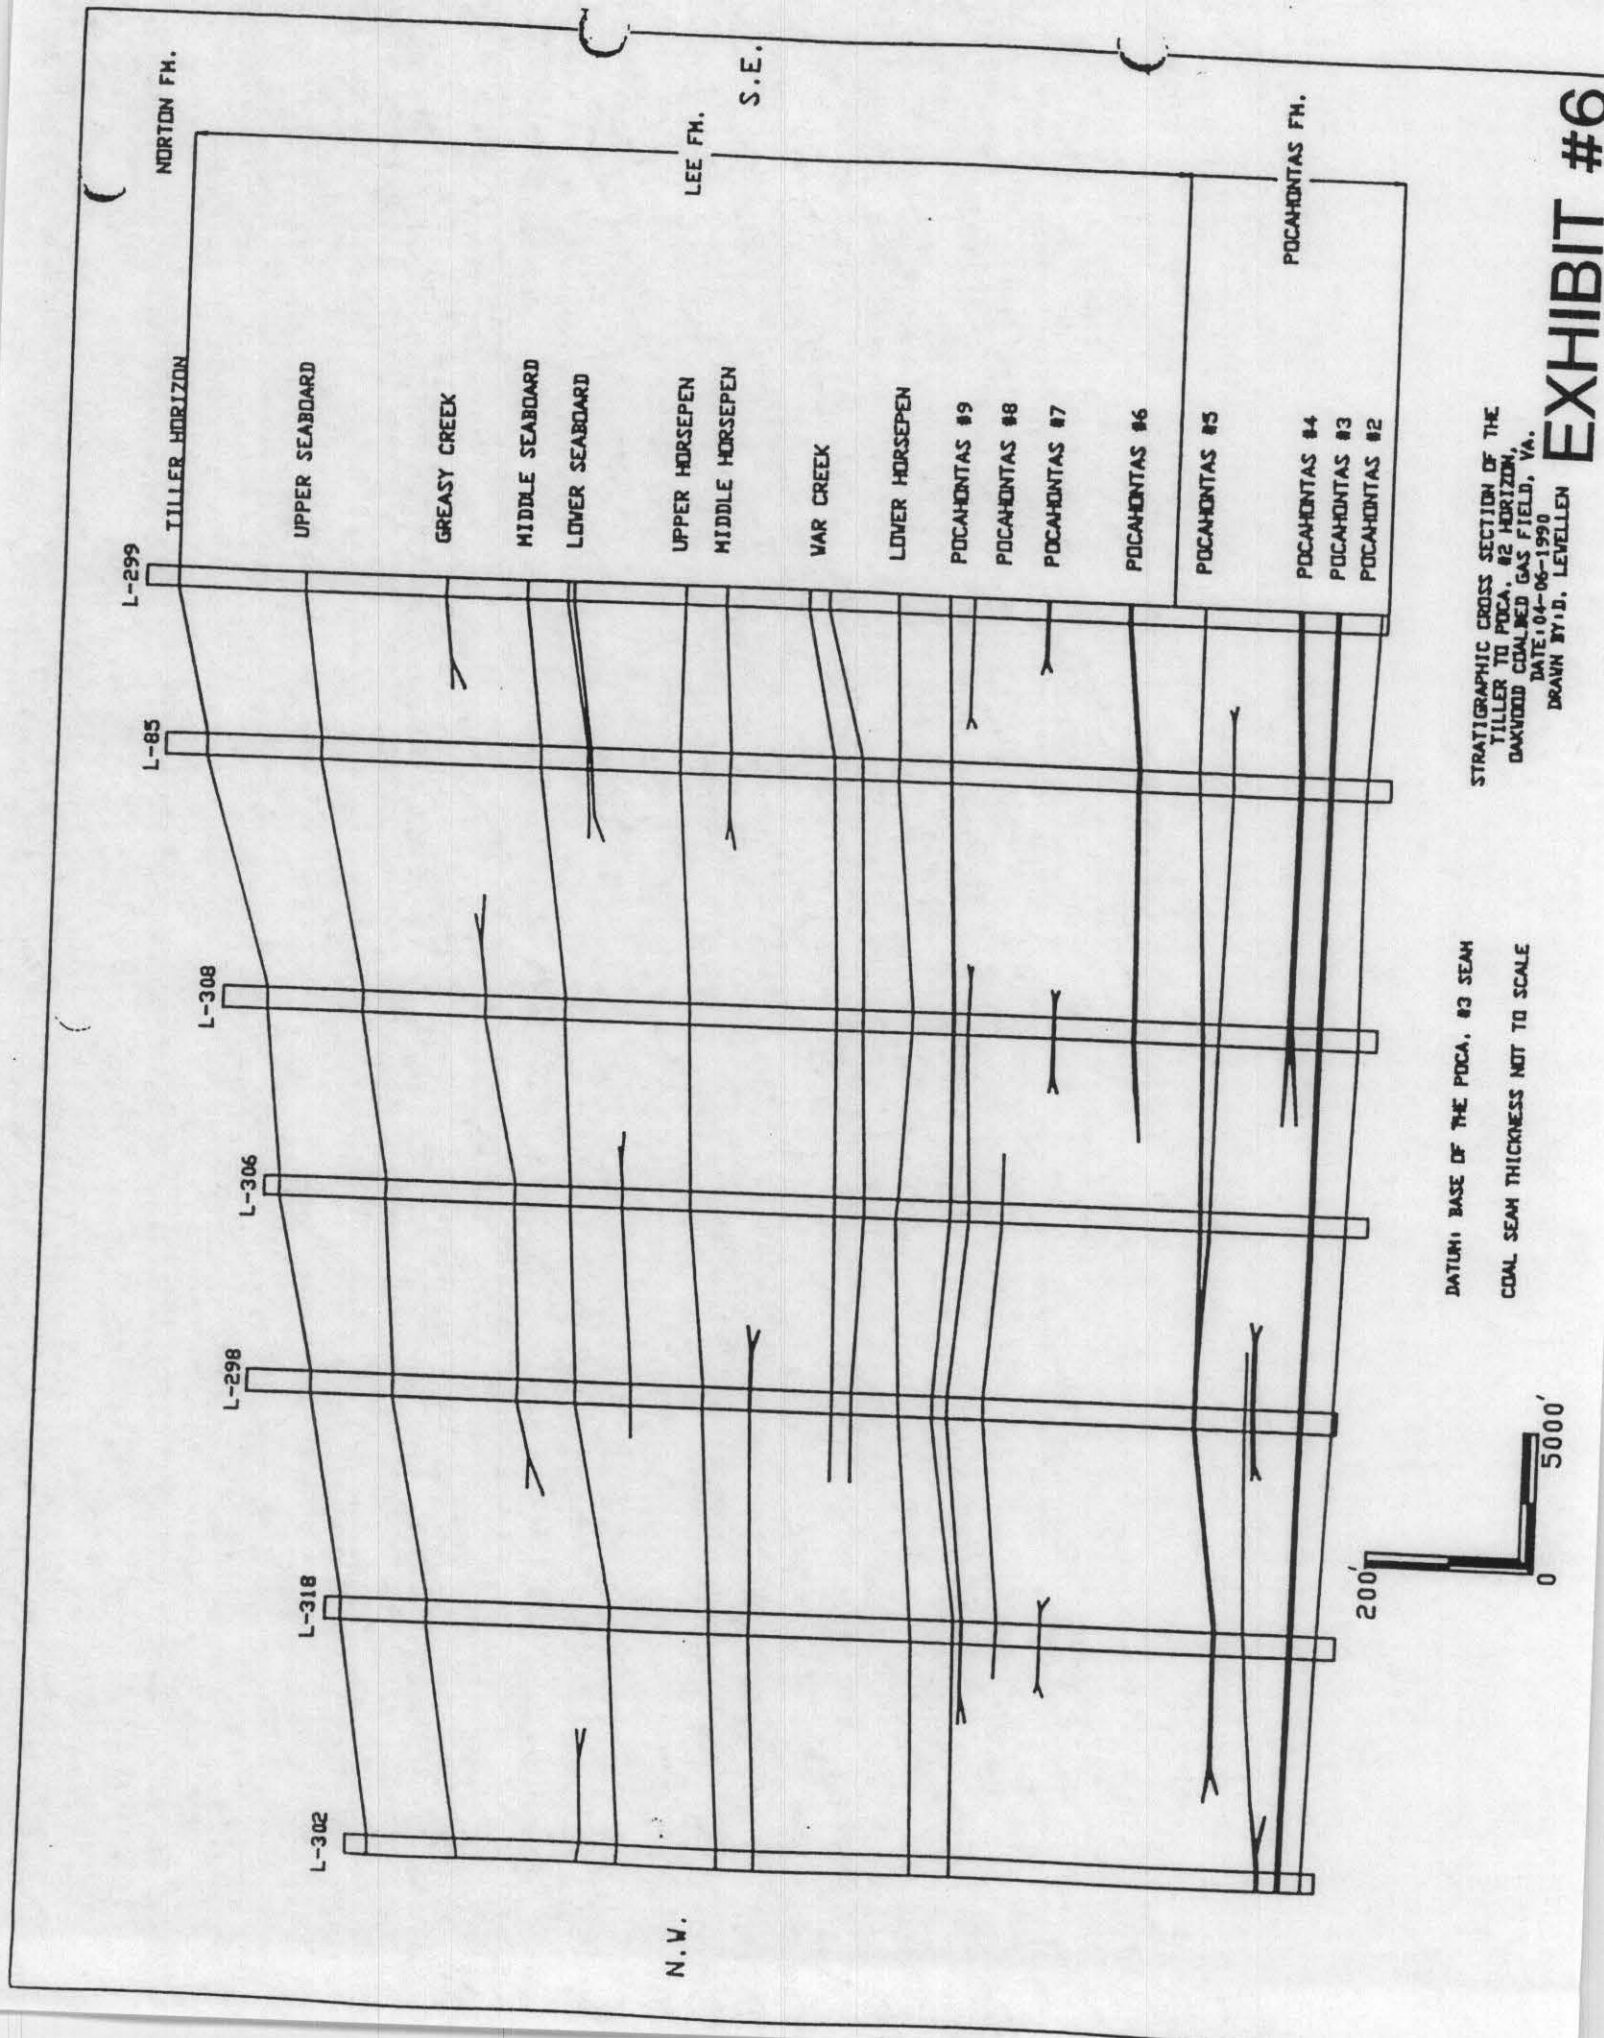 N.W.
S.E.
L-302
L-318
L-298
L-306
L-308
L-85
L-299
NORTON FM.
LEE FM.
POCAHONTAS FM.
TILLER HORIZON
UPPER SEABOARD
GREASY CREEK
MIDDLE SEABOARD
LOWER SEABOARD
UPPER HORSEPEN
MIDDLE HORSEPEN
WAR CREEK
LOWER HORSEPEN
POCAHONTAS #9
POCAHONTAS #8
POCAHONTAS #7
POCAHONTAS #6
POCAHONTAS #5
POCAHONTAS #4
POCAHONTAS #3
POCAHONTAS #2
200'
0
5000'
DATUM: BASE OF THE POCA. #3 SEAM
COAL SEAM THICKNESS NOT TO SCALE
STRATIGRAPHIC CROSS SECTION OF THE
TILLER TO POCA. #2 HORIZON,
OAKWOOD COALBED GAS FIELD, VA.
DATE: 04-06-1990
DRAWN BY: D. LEWELLEN
EXHIBIT #6